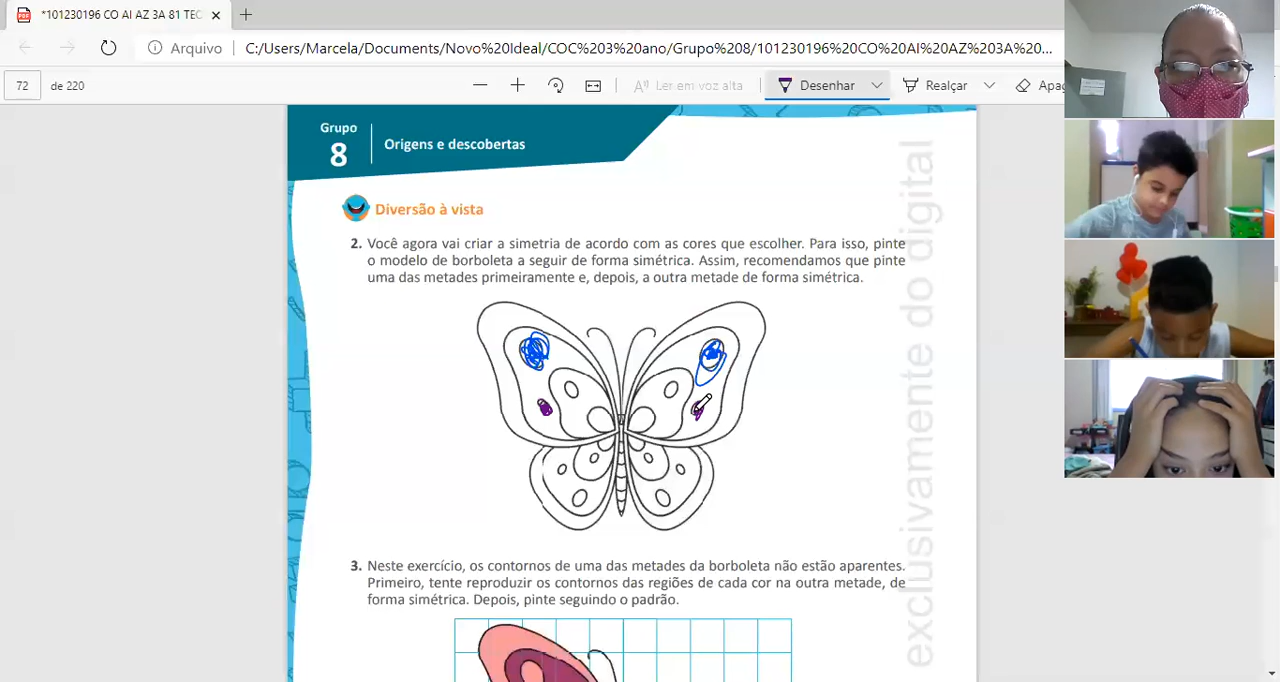 *101230196 CO AI AZ 3A 81 TEC
Arquivo
C:/Users/Marcela/Documents/Novo%20Ideal/COC%203%20ano/Grupo%208/101230196%20CO%20AI%20AZ%203A%20...
72
de 220
Ler em voz alta
Desenhar
Realçar
Apag
Grupo
8
Origens e descobertas
Diversão à vista
2. Você agora vai criar a simetria de acordo com as cores que escolher. Para isso, pinte
o modelo de borboleta a seguir de forma simétrica. Assim, recomendamos que pinte
uma das metades primeiramente e, depois, a outra metade de forma simétrica.
3. Neste exercício, os contornos de uma das metades da borboleta não estão aparentes.
Primeiro, tente reproduzir os contornos das regiões de cada cor na outra metade, de
forma simétrica. Depois, pinte seguindo o padrão.
exclusivamente do digital